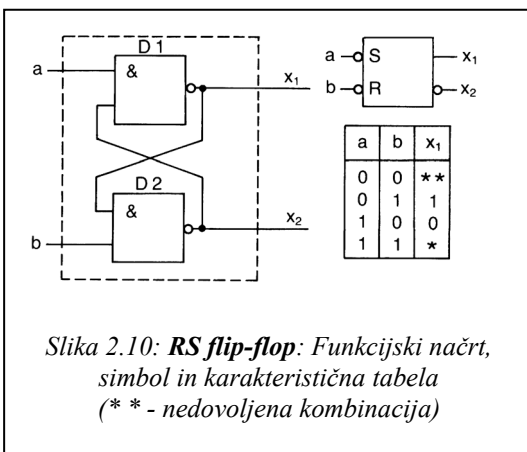 D 1
a
&
x₁
D 2
&
b
x₂
a S x₁
b R x₂
a b x₁
0 0 **
0 1 1
1 0 0
1 1 *
Slika 2.10: RS flip-flop: Funkcijski načrt,
simbol in karakteristična tabela
(* * - nedovoljena kombinacija)